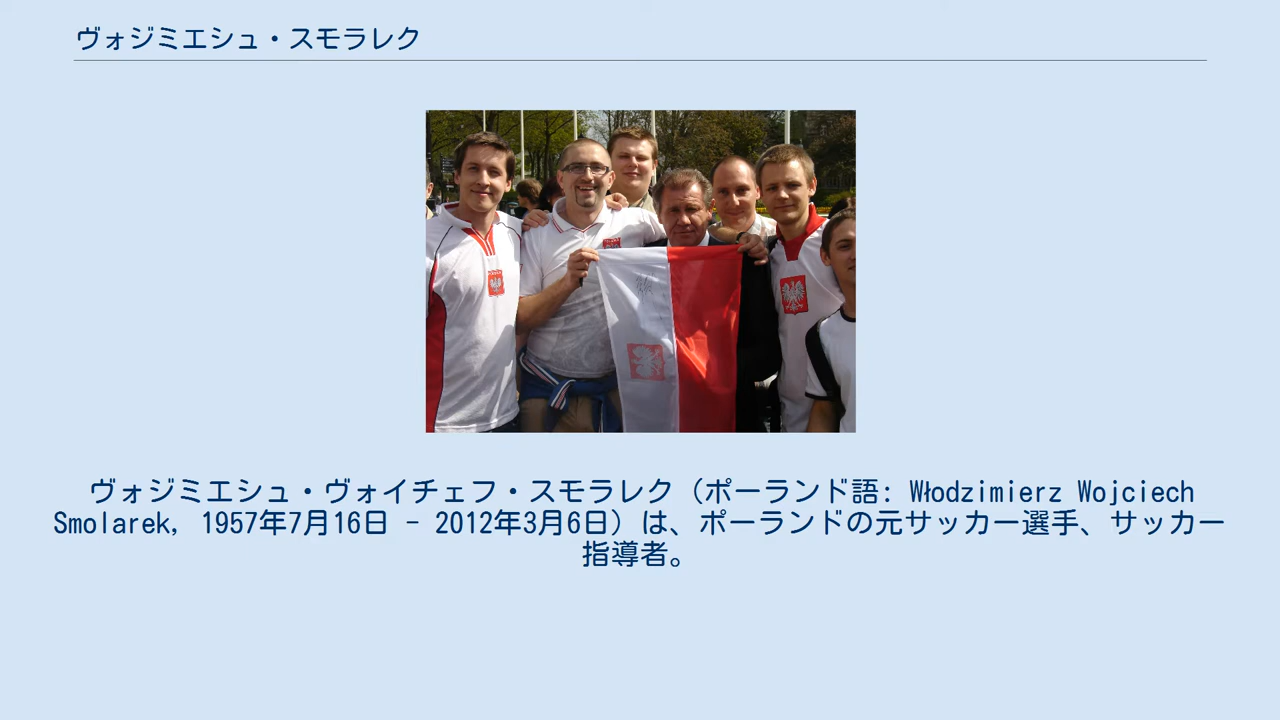 ヴォジミエシュ・スモラレク
ヴォジミエシュ・ヴォイチェフ・スモラレク（ポーランド語: Włodzimierz Wojciech
Smolarek, 1957年7月16日 - 2012年3月6日）は、ポーランドの元サッカー選手、サッカー
指導者。